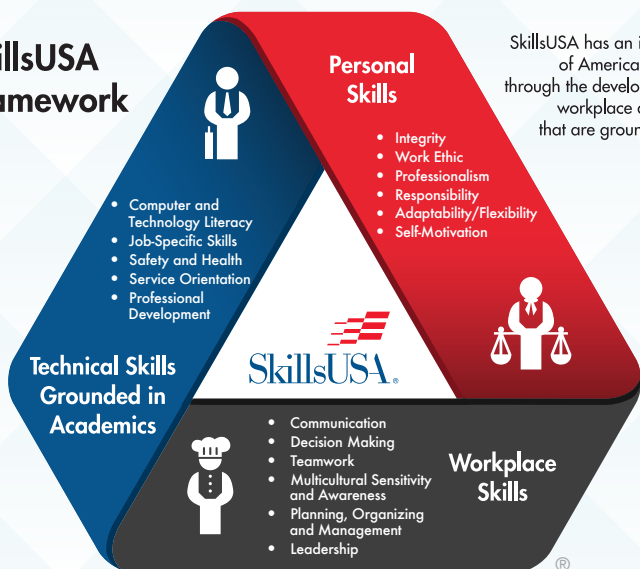 illsUSA
amework
SkillsUSA has an i
of America
through the develo
workplace a
that are groun
Personal
Skills
• Integrity
• Work Ethic
• Professionalism
• Responsibility
• Adaptability/Flexibility
• Self-Motivation
• Computer and
Technology Literacy
• Job-Specific Skills
• Safety and Health
• Service Orientation
• Professional
Development
Technical Skills
Grounded in
Academics
SkillsUSA®
• Communication
• Decision Making
• Teamwork
• Multicultural Sensitivity
and Awareness
• Planning, Organizing
and Management
• Leadership
Workplace
Skills
®